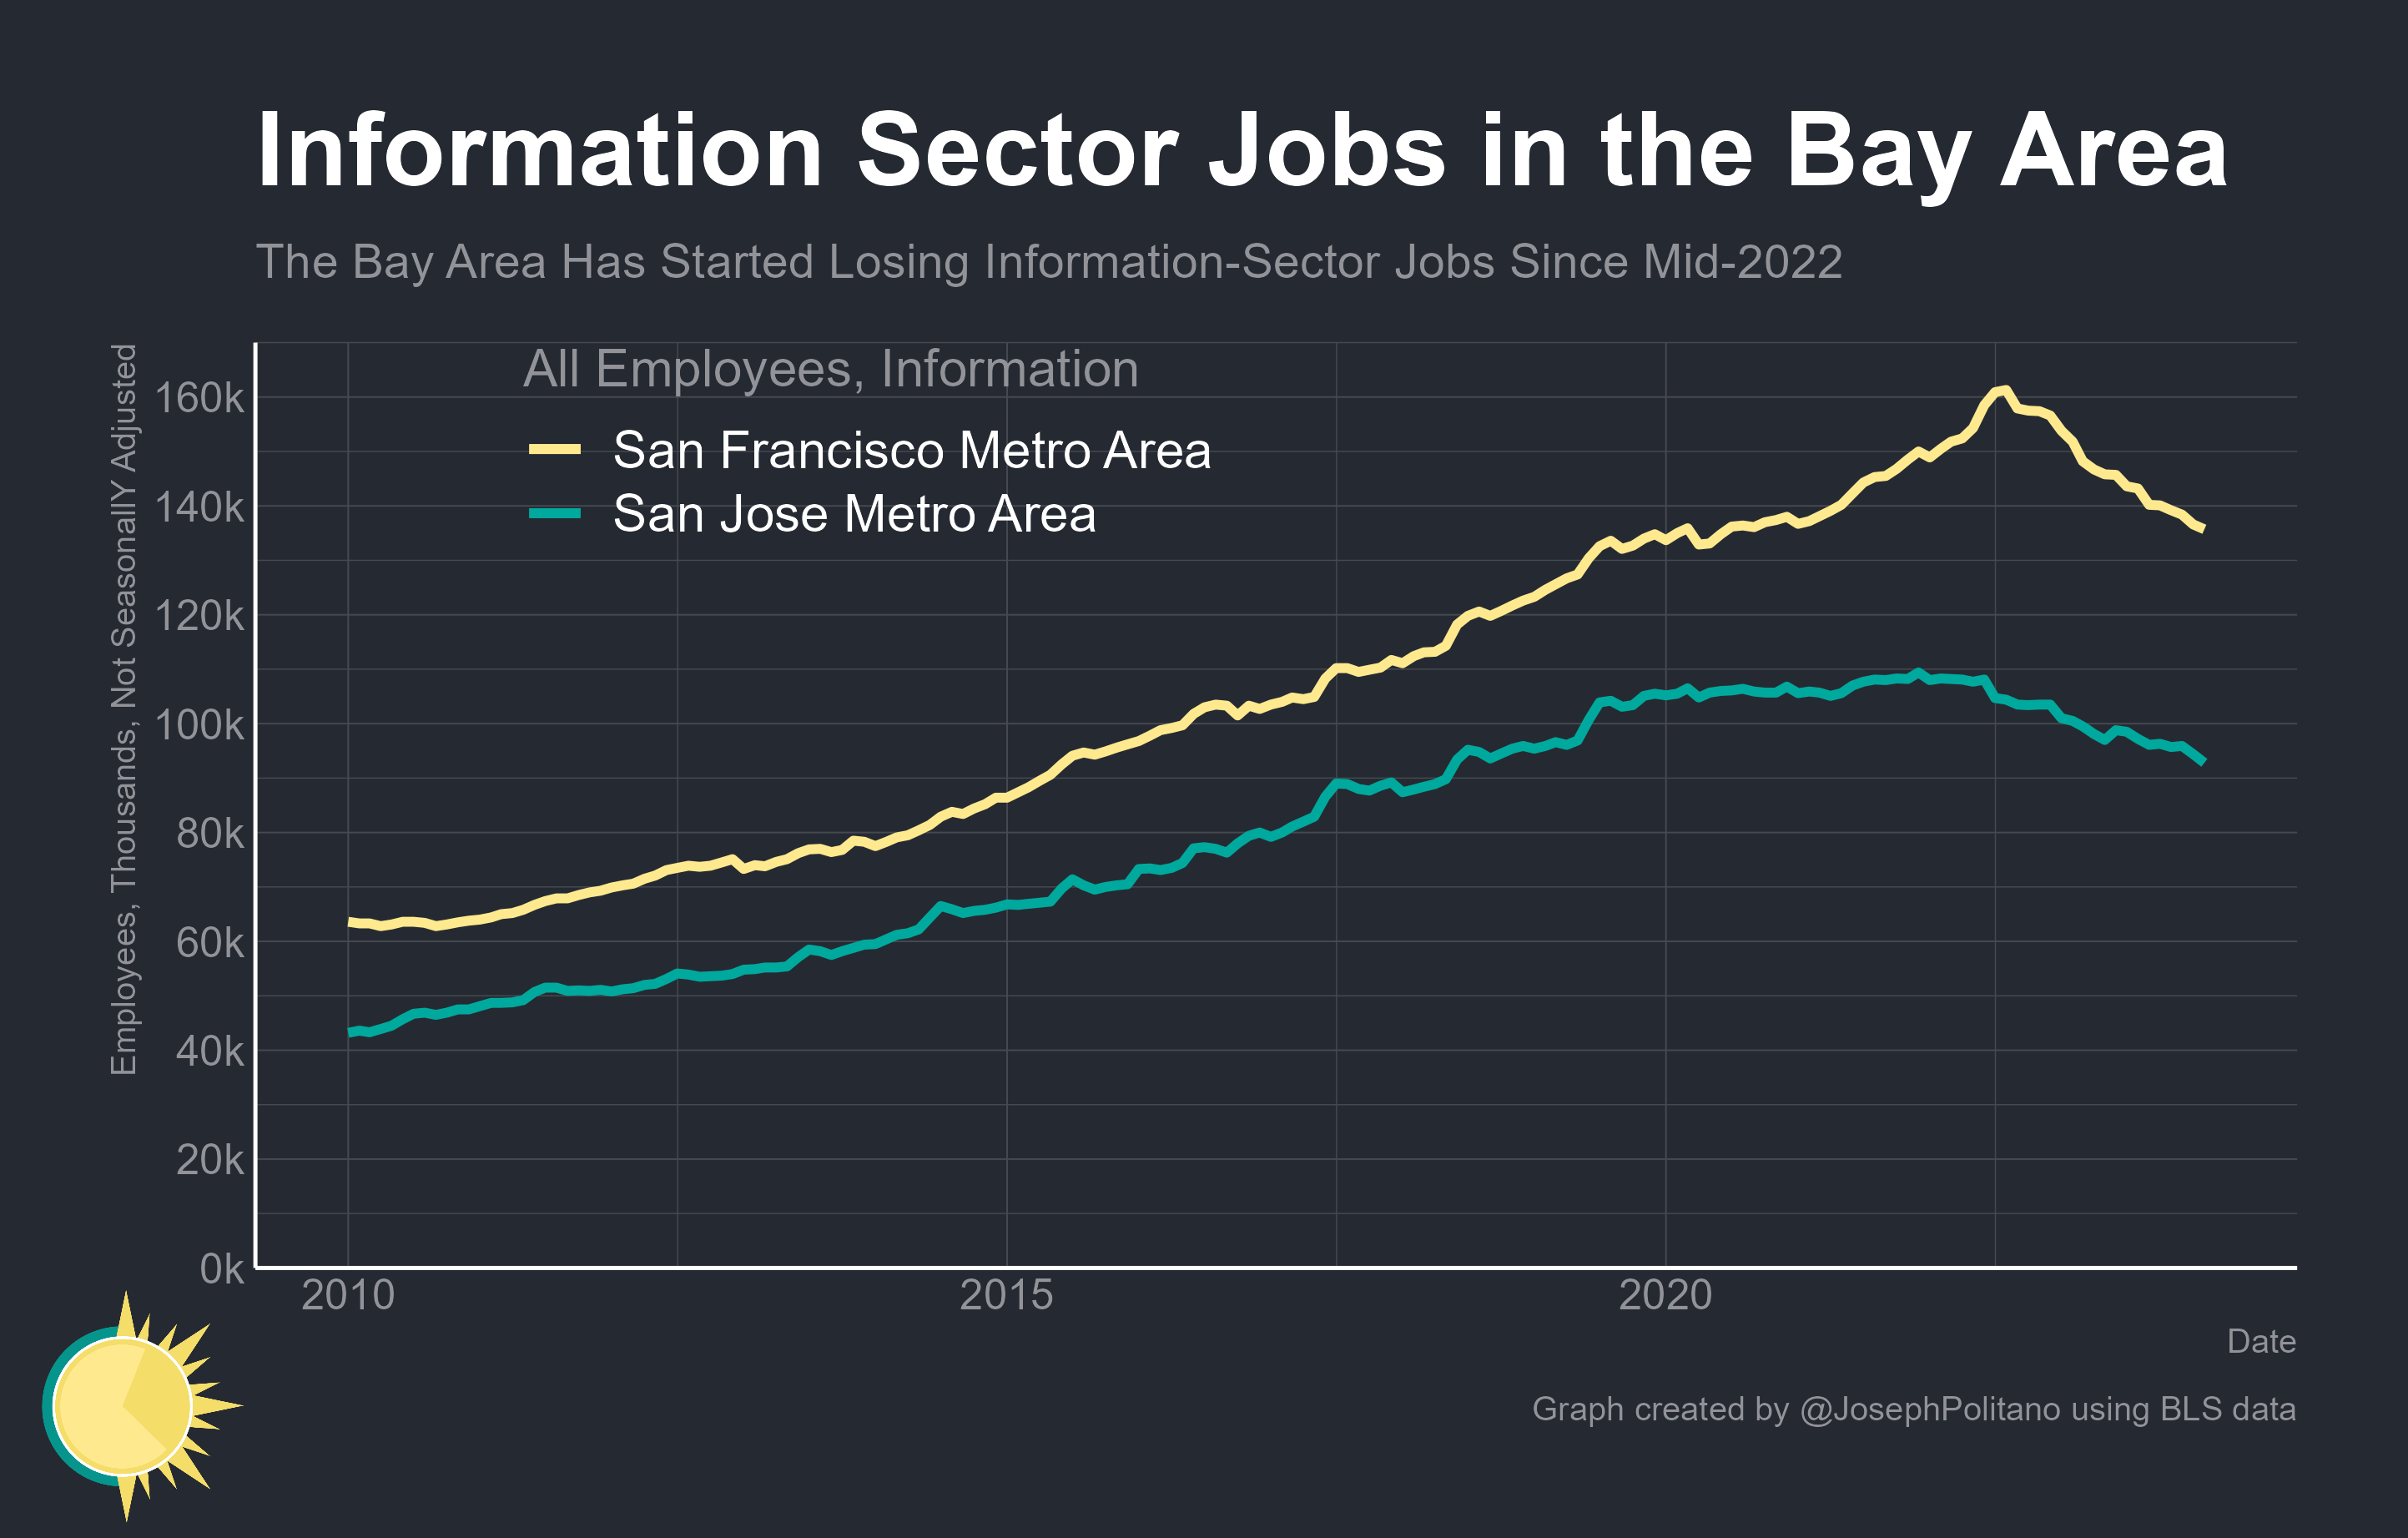 Information Sector Jobs in the Bay Area
The Bay Area Has Started Losing Information-Sector Jobs Since Mid-2022
Employees, Thousands, Not SeasonallY Adjusted
All Employees, Information
San Francisco Metro Area
San Jose Metro Area
160k
140k
120k
100k
80k
60k
40k
20k
0k
2010 2015 2020
Date
Graph created by @JosephPolitano using BLS data